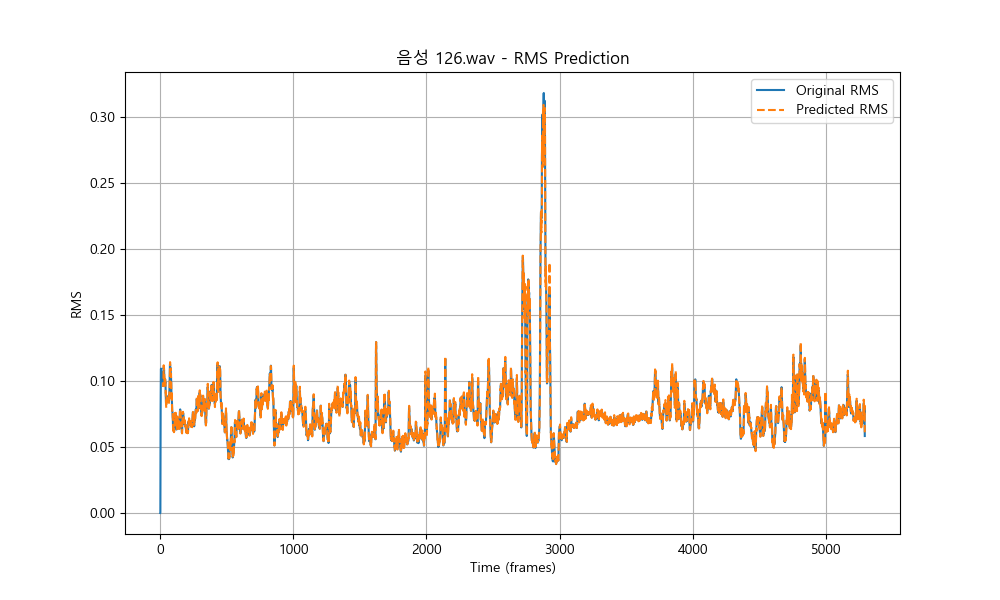 음성 126.wav - RMS Prediction
Original RMS
Predicted RMS
0.30
0.25
0.20
0.15
0.10
0.05
0.00
RMS
0 1000 2000 3000 4000 5000
Time (frames)